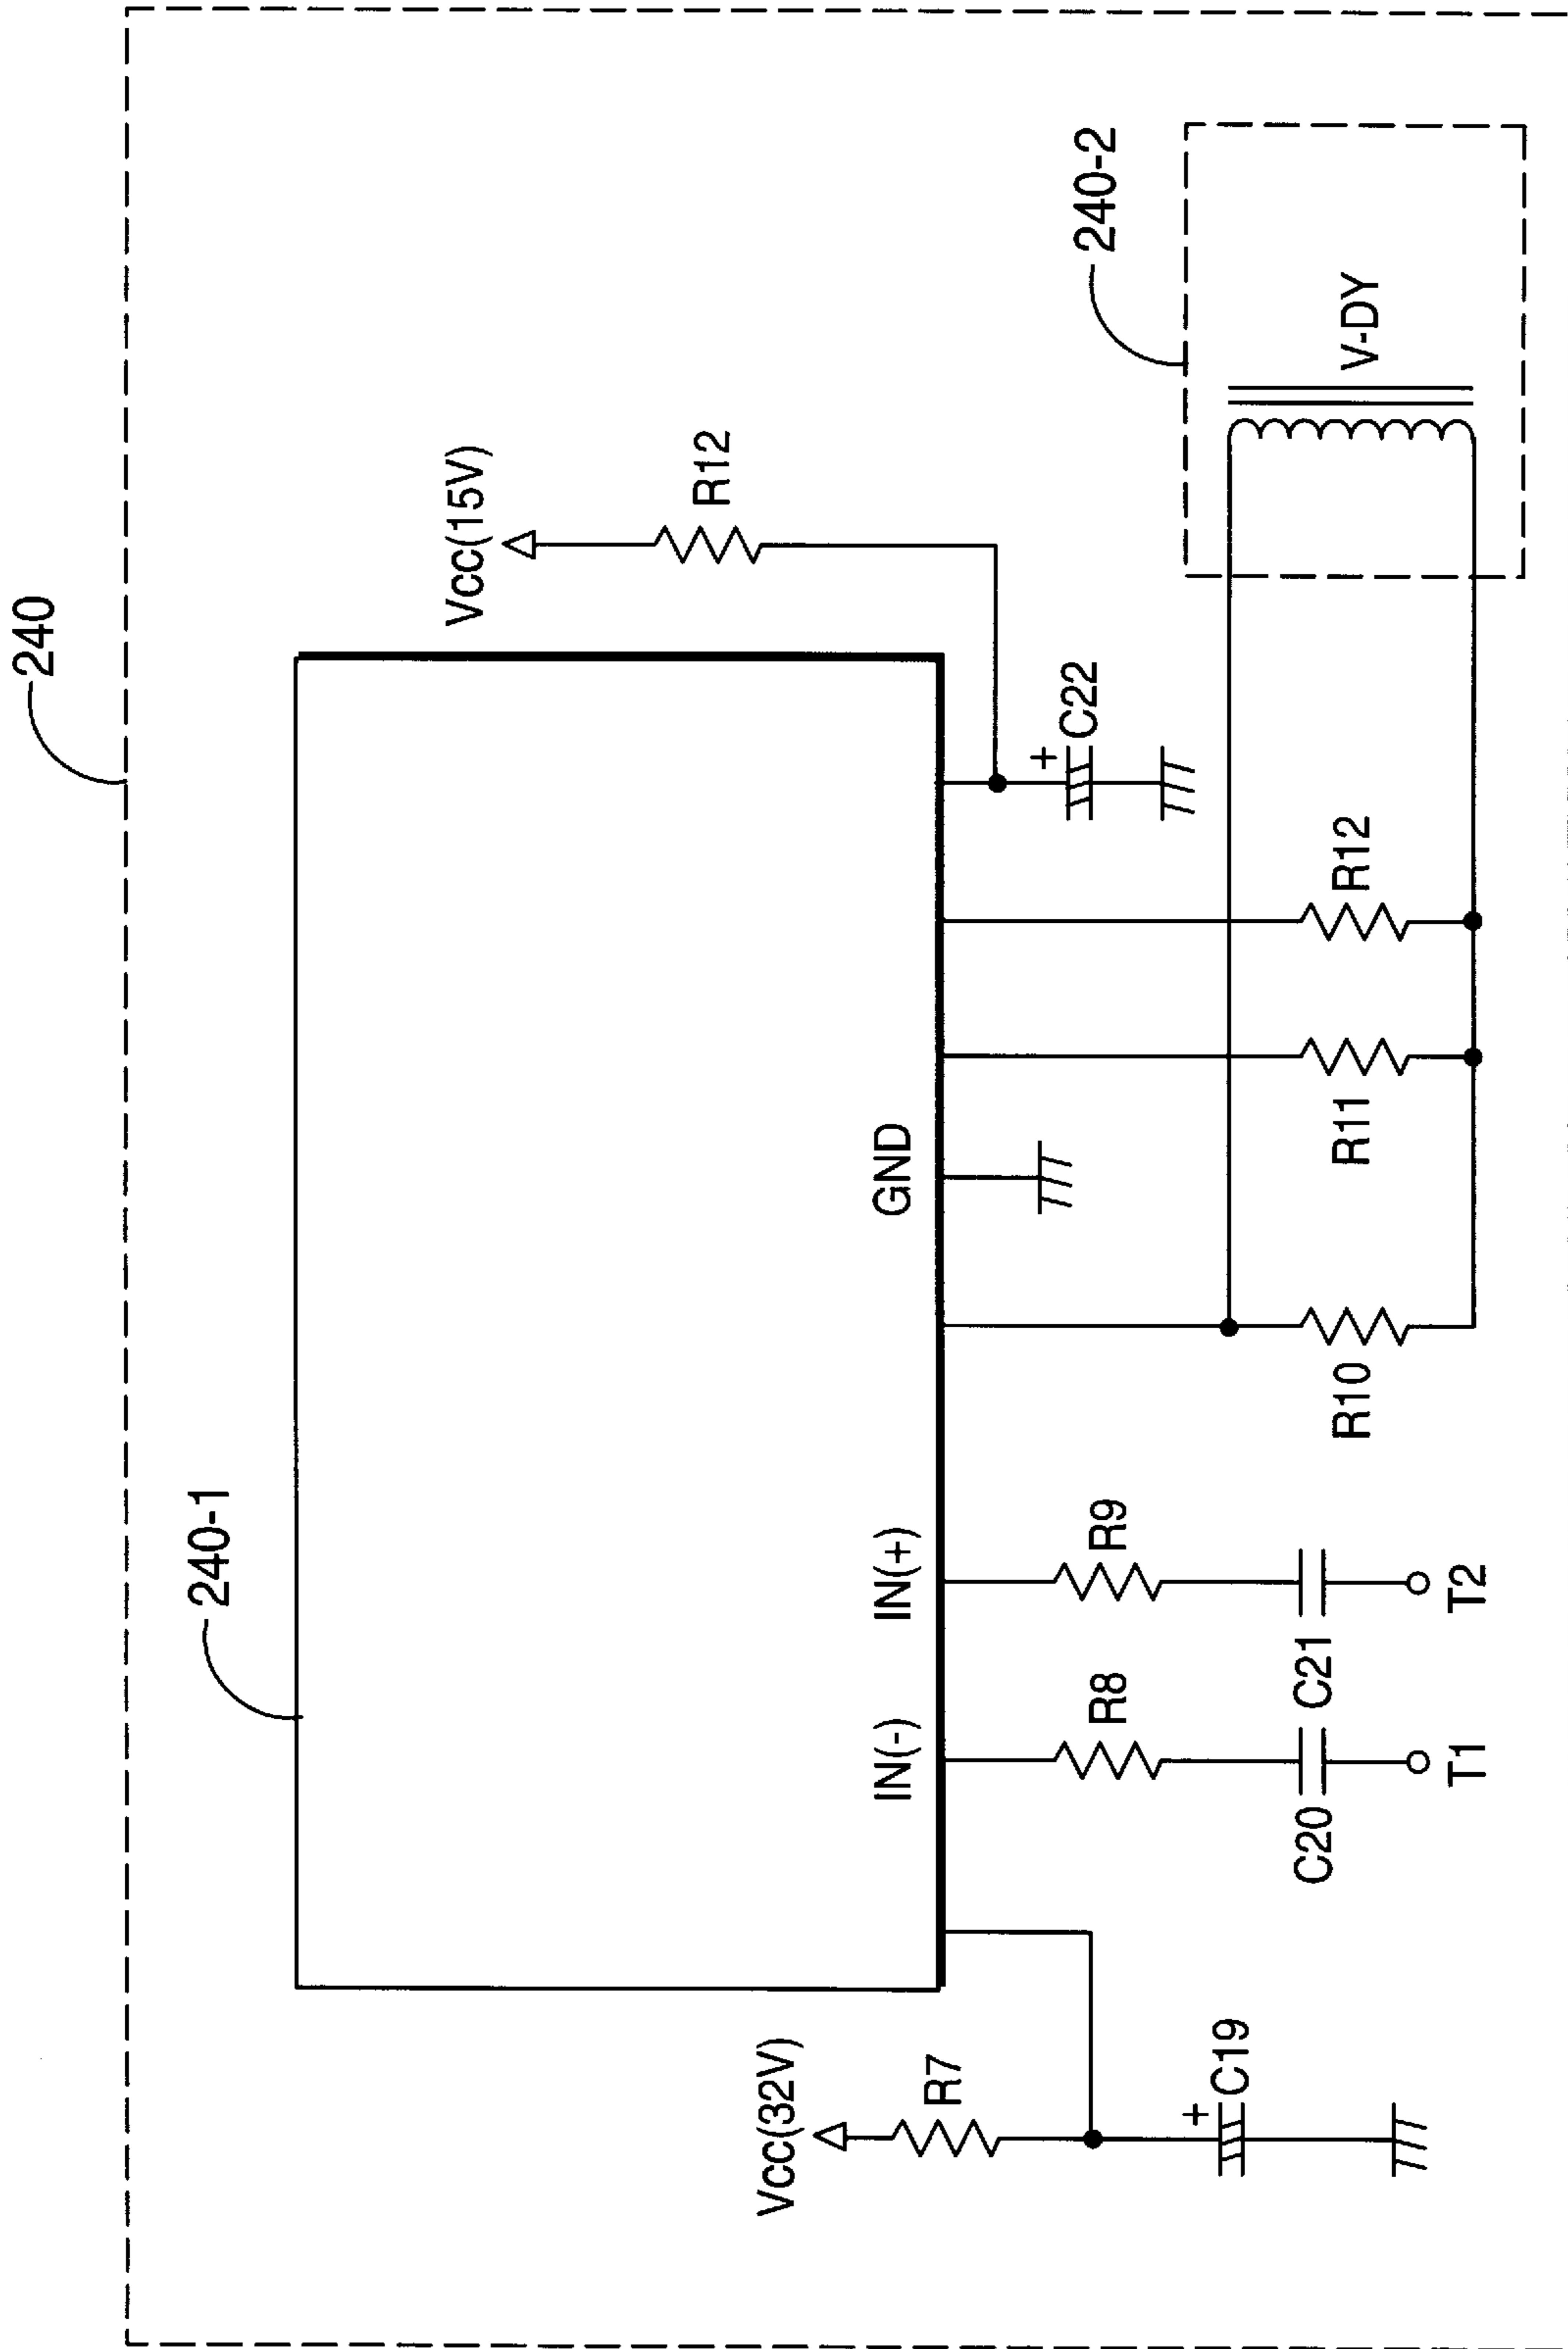 240
240-1
Vcc(15V)
R12
Vcc(32V)
R7
IN(-)
IN(+)
GND
C19
R8
R9
C22
240-2
C20
C21
R10
R11
R12
V-DY
T1
T2